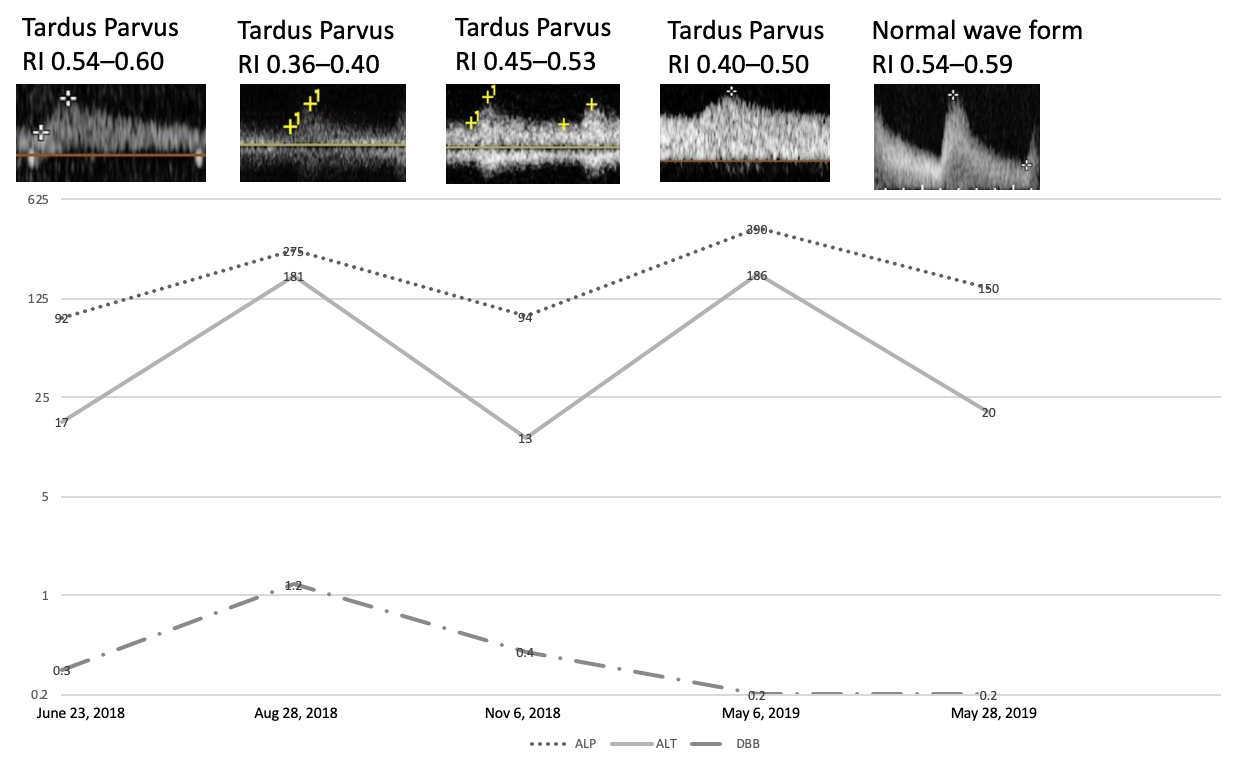 Tardus Parvus
RI 0.54–0.60
Tardus Parvus
RI 0.36–0.40
Tardus Parvus
RI 0.45–0.53
Tardus Parvus
RI 0.40–0.50
Normal wave form
RI 0.54–0.59
1
1
1
1
625
125
25
5
1
0.2
92
275
94
390
150
17
181
13
186
20
0.3
1.2
0.4
0.2
0.2
June 23, 2018
Aug 28, 2018
Nov 6, 2018
May 6, 2019
May 28, 2019
ALP ALT DBB